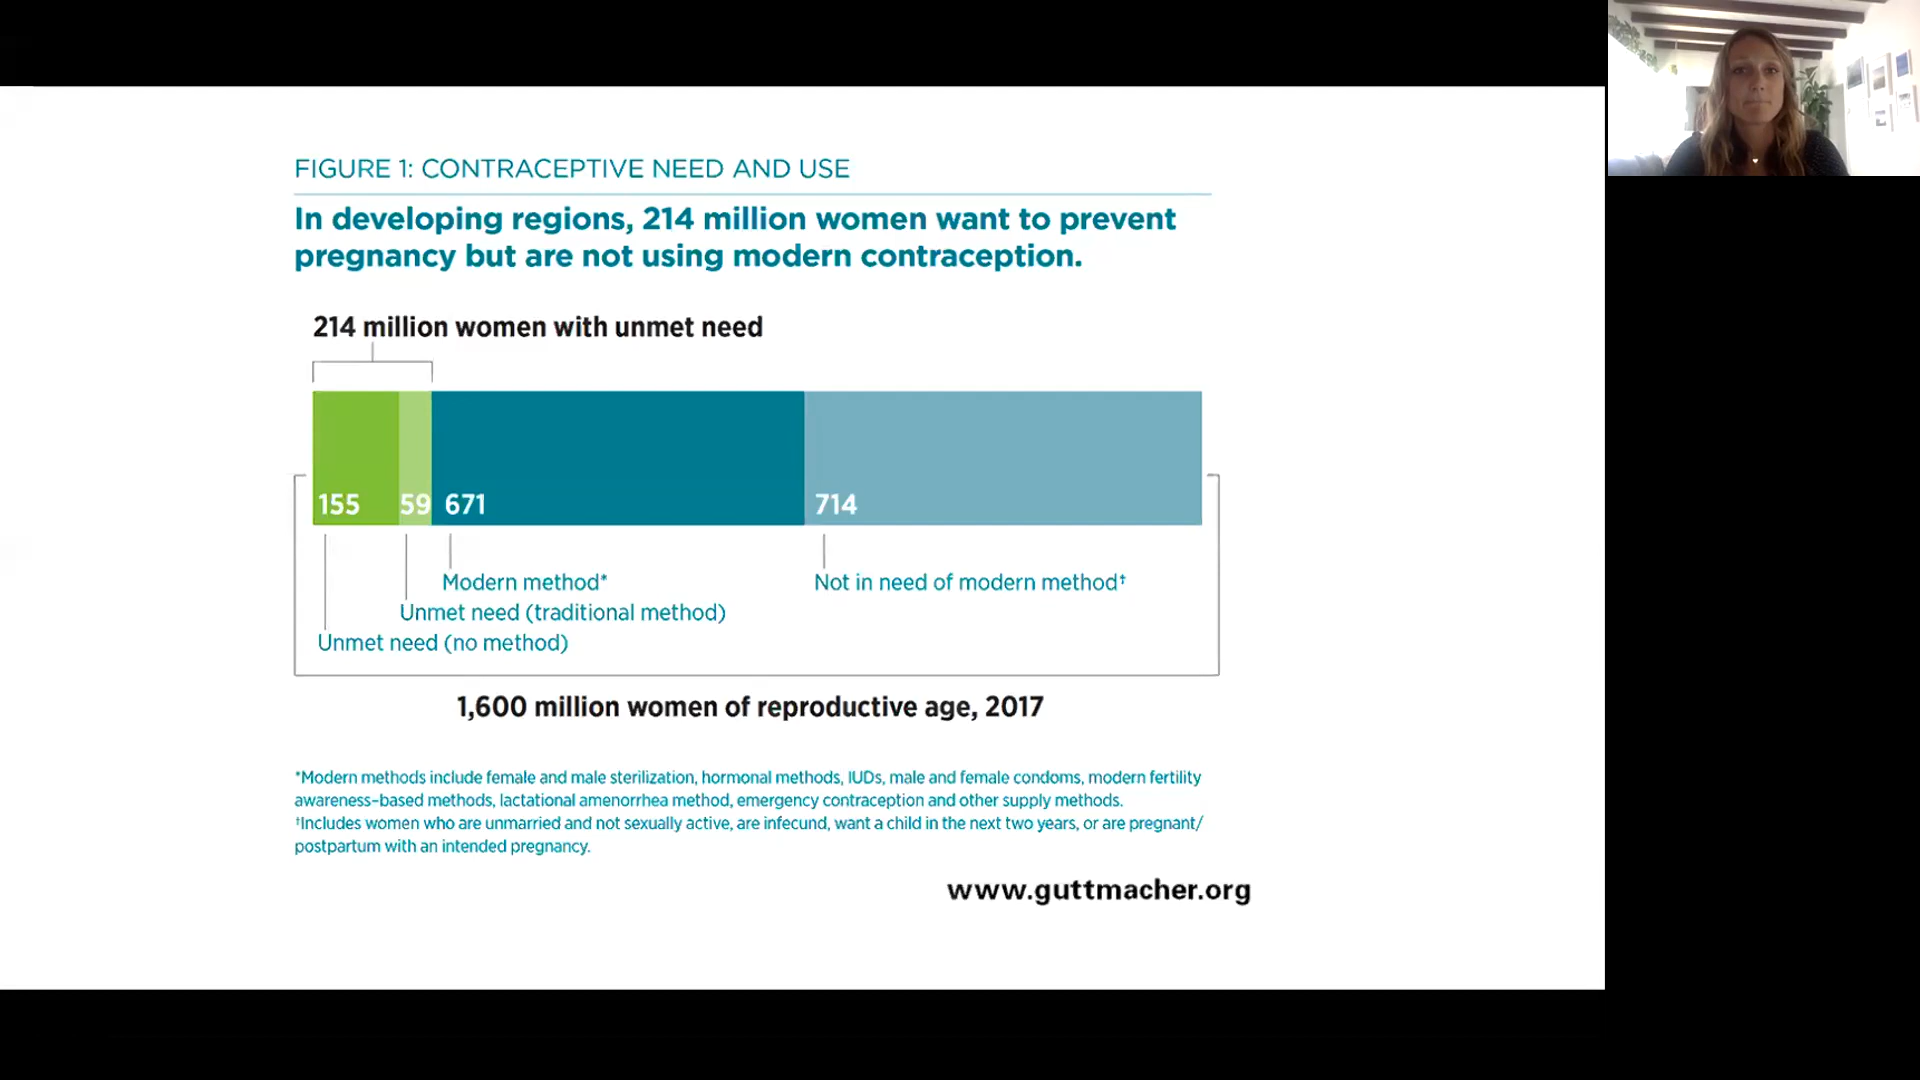 FIGURE 1: CONTRACEPTIVE NEED AND USE
In developing regions, 214 million women want to prevent
pregnancy but are not using modern contraception.
214 million women with unmet need
155 59 671 714
Modern method* Not in need of modern method†
Unmet need (traditional method)
Unmet need (no method)
1,600 million women of reproductive age, 2017
*Modern methods include female and male sterilization, hormonal methods, IUDs, male and female condoms, modern fertility
awareness–based methods, lactational amenorrhea method, emergency contraception and other supply methods.
†Includes women who are unmarried and not sexually active, are infecund, want a child in the next two years, or are pregnant/
postpartum with an intended pregnancy.
www.guttmacher.org